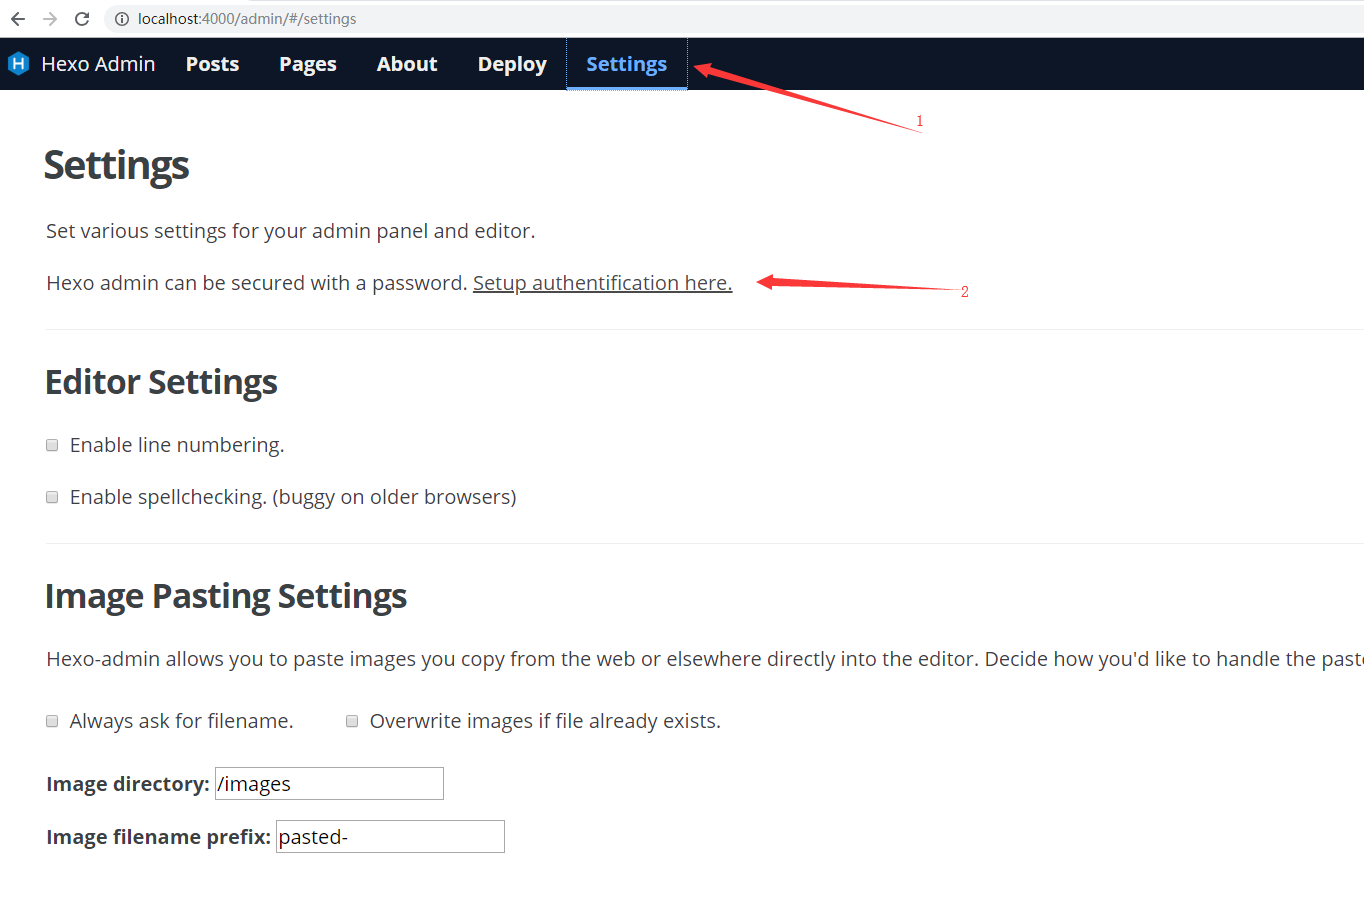 localhost:4000/admin/#/settings
H Hexo Admin Posts Pages About Deploy Settings
1
Settings
Set various settings for your admin panel and editor.
Hexo admin can be secured with a password. Setup authentification here.
2
Editor Settings
Enable line numbering.
Enable spellchecking. (buggy on older browsers)
Image Pasting Settings
Hexo-admin allows you to paste images you copy from the web or elsewhere directly into the editor. Decide how you'd like to handle the paste
Always ask for filename. Overwrite images if file already exists.
Image directory: /images
Image filename prefix: pasted-